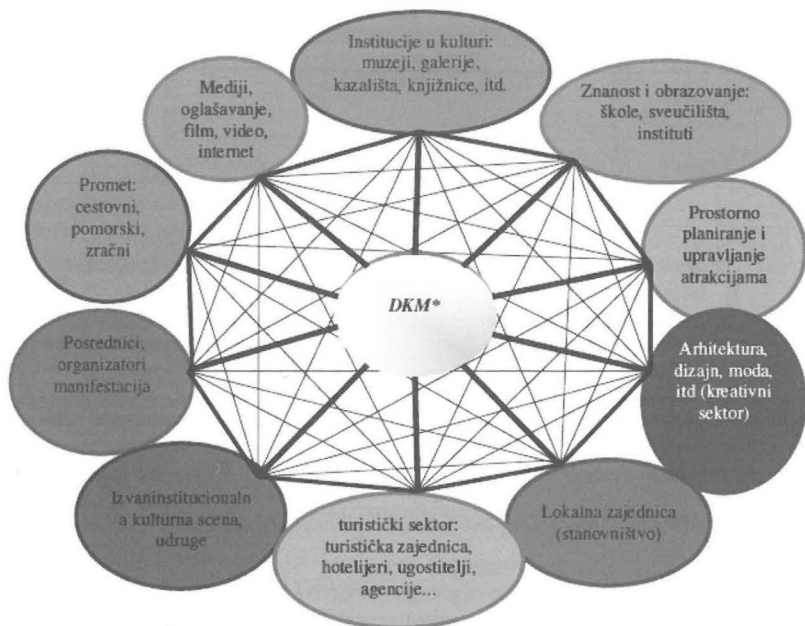 Institucije u kulturi:
muzeji, galerije,
kazališta, knjižnice, itd.
Znanost i obrazovanje:
škole, sveučilišta,
instituti
Prostorno
planiranje i
upravljanje
atrakcijama
Arhitektura,
dizajn, moda,
itd (kreativni
sektor)
Lokalna zajednica
(stanovništvo)
turistički sektor:
turistička zajednica,
hotelijeri, ugostitelji,
agencije...
Izvaninstitucionaln
a kulturna scena,
udruge
Posrednici,
organizatori
manifestacija
Promet:
cestovni,
pomorski,
zračni
Mediji,
oglašavanje,
film, video,
internet
DKM*